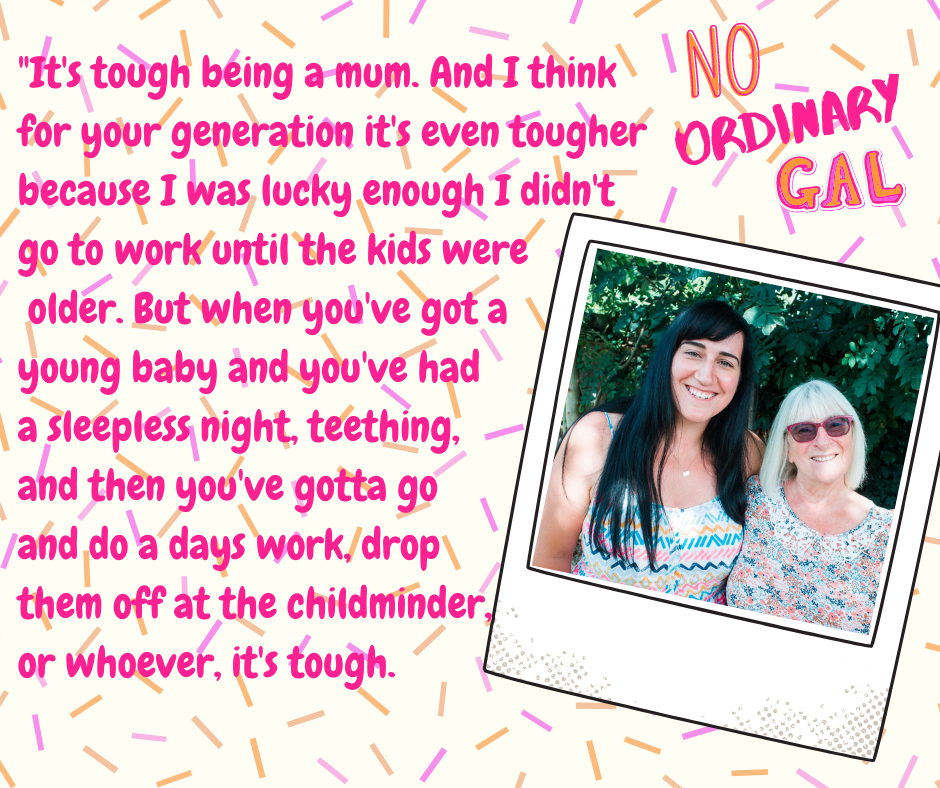 "It's tough being a mum. And I think
for your generation it's even tougher
because I was lucky enough I didn't
go to work until the kids were
older. But when you've got a
young baby and you've had
a sleepless night, teething,
and then you've gotta go
and do a days work, drop
them off at the childminder,
or whoever, it's tough.
NO
ORDINARY
GAL